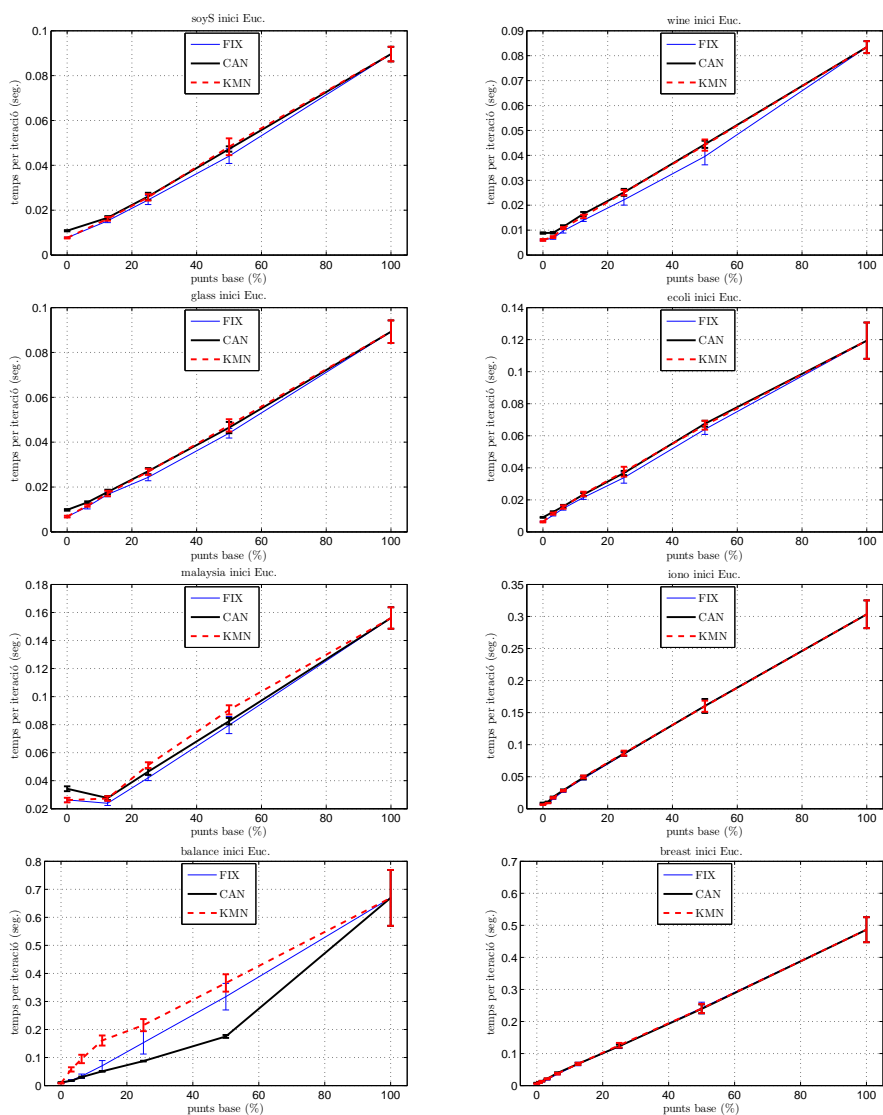 soyS inici Euc.
FIX
CAN
KMN
temps per iteració (seg.)
0.1
0.08
0.06
0.04
0.02
0
0 20 40 60 80 100
punts base (%)
wine inici Euc.
FIX
CAN
KMN
temps per iteració (seg.)
0.09
0.08
0.07
0.06
0.05
0.04
0.03
0.02
0.01
0
0 20 40 60 80 100
punts base (%)
glass inici Euc.
FIX
CAN
KMN
temps per iteració (seg.)
0.1
0.08
0.06
0.04
0.02
0
0 20 40 60 80 100
punts base (%)
ecoli inici Euc.
FIX
CAN
KMN
temps per iteració (seg.)
0.14
0.12
0.1
0.08
0.06
0.04
0.02
0
0 20 40 60 80 100
punts base (%)
malaysia inici Euc.
FIX
CAN
KMN
temps per iteració (seg.)
0.18
0.16
0.14
0.12
0.1
0.08
0.06
0.04
0.02
0 20 40 60 80 100
punts base (%)
iono inici Euc.
FIX
CAN
KMN
temps per iteració (seg.)
0.35
0.3
0.25
0.2
0.15
0.1
0.05
0
0 20 40 60 80 100
punts base (%)
balance inici Euc.
FIX
CAN
KMN
temps per iteració (seg.)
0.8
0.7
0.6
0.5
0.4
0.3
0.2
0.1
0
0 20 40 60 80 100
punts base (%)
breast inici Euc.
FIX
CAN
KMN
temps per iteració (seg.)
0.7
0.6
0.5
0.4
0.3
0.2
0.1
0
0 20 40 60 80 100
punts base (%)